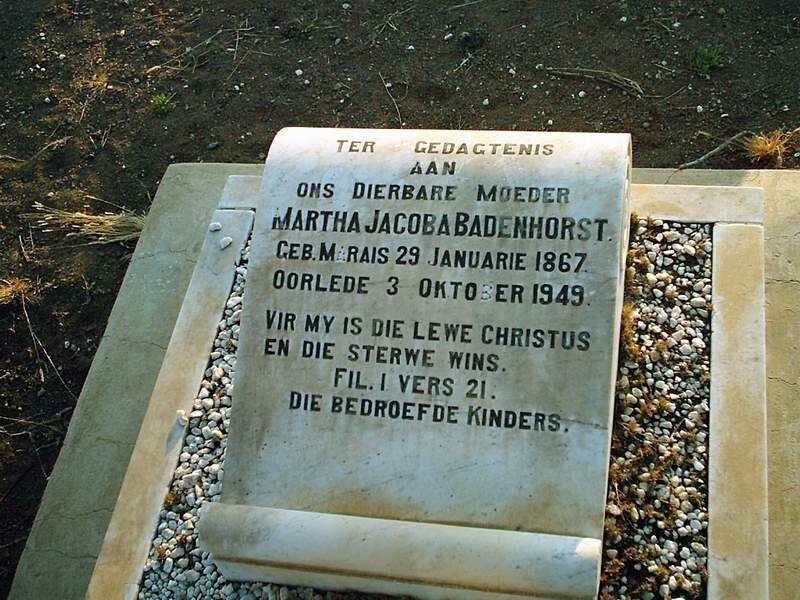 TER GEDAGTENIS
AAN
ONS DIERBARE MOEDER
MARTHA JACOBA BADENHORST.
GEB. MARAIS 29 JANUARIE 1867.
OORLEDE 3 OKTOBER 1949.
VIR MY IS DIE LEWE CHRISTUS
EN DIE STERWE WINS.
FIL. 1 VERS 21.
DIE BEDROEFDE KINDERS.